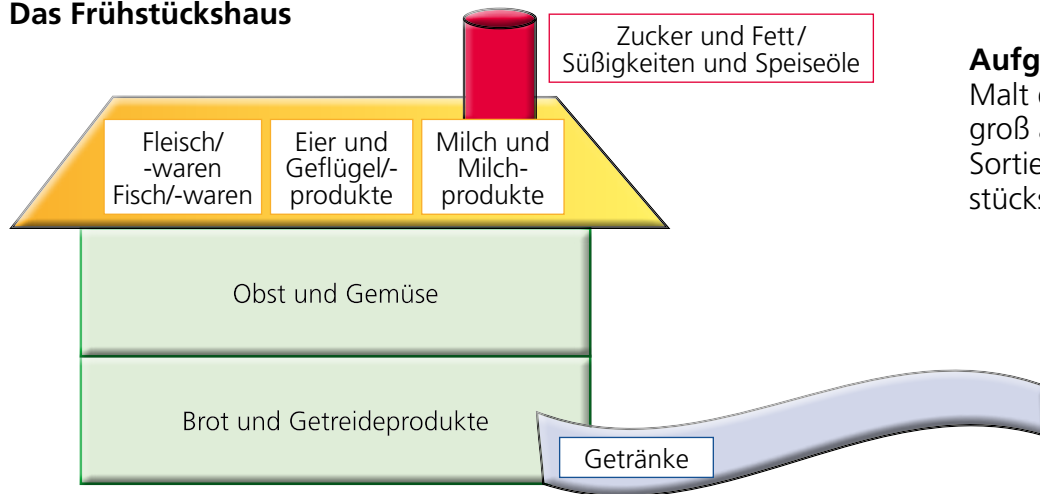 Das Frühstückshaus
Zucker und Fett/
Süßigkeiten und Speiseöle
Fleisch/
-waren
Fisch/-waren
Eier und
Geflügel/-
produkte
Milch und
Milch-
produkte
Obst und Gemüse
Brot und Getreideprodukte
Getränke
Aufg
Malt
groß
Sortie
stücks